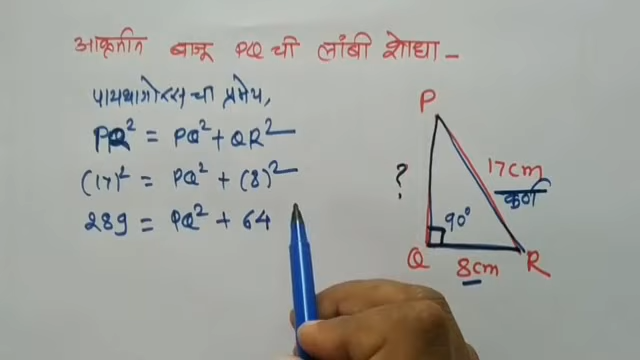 आकृतीत बाजू PQ ची लांबी शोधा -
पायथागोरसचा प्रमेय,
PR² = PQ² + QR²
(17)² = PQ² + (8)²
289 = PQ² + 64
P
?
17cm
कर्ण
90°
Q
8cm
R